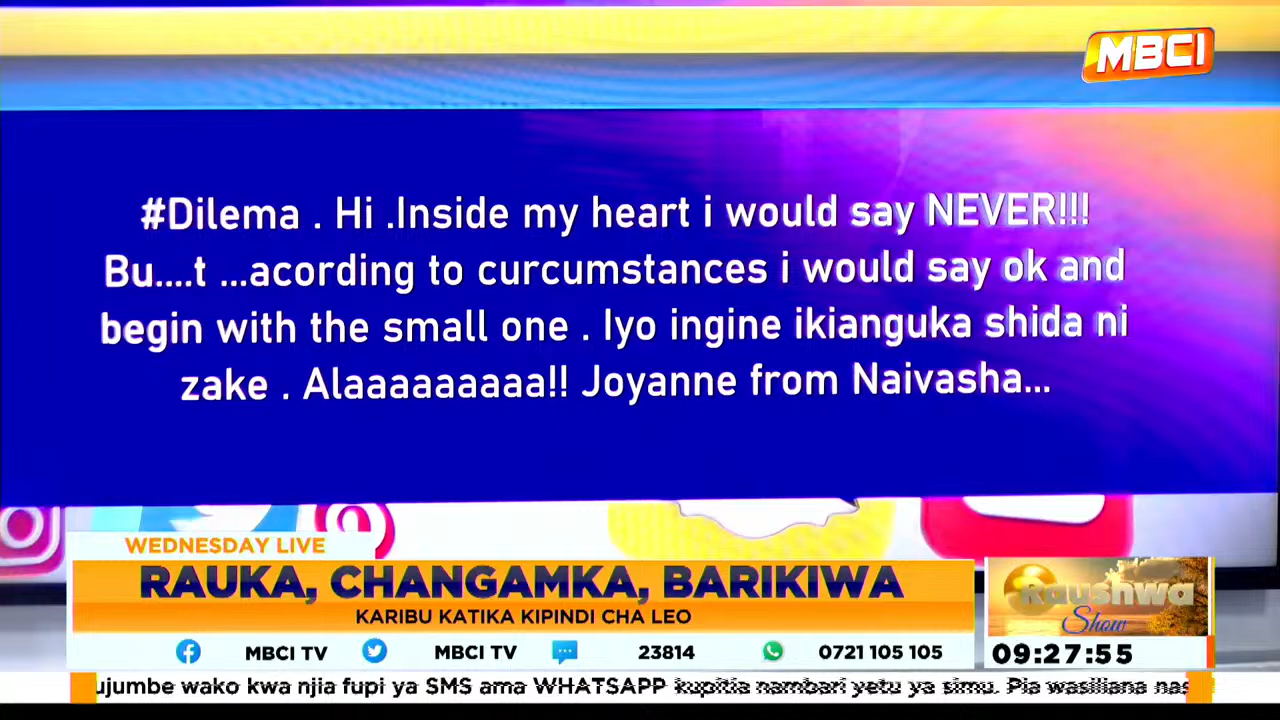 MBCI
#Dilema . Hi .Inside my heart i would say NEVER!!!
Bu....t ...acording to curcumstances i would say ok and
begin with the small one . Iyo ingine ikianguka shida ni
zake . Alaaaaaaaaa!! Joyanne from Naivasha...
WEDNESDAY LIVE
RAUKA, CHANGAMKA, BARIKIWA
KARIBU KATIKA KIPINDI CHA LEO
Raushwa
Show
MBCI TV MBCI TV 23814 0721 105 105
09:27:55
ujumbe wako kwa njia fupi ya SMS ama WHATSAPP kupitia nambari yetu ya simu. Pia wasiliana nas